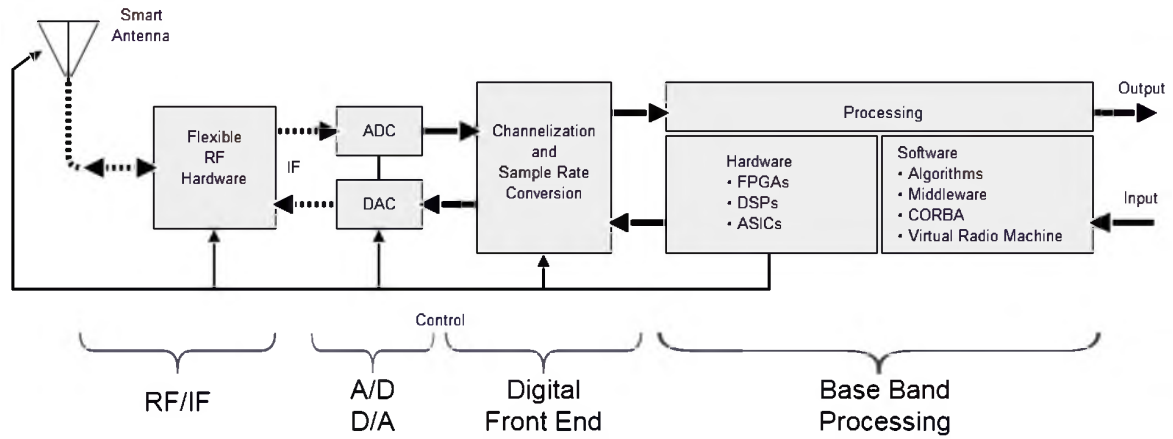 Smart
Antenna
Flexible
RF
Hardware
IF
ADC
DAC
Channelization
and
Sample Rate
Conversion
Processing
Hardware
• FPGAs
• DSPs
• ASICs
Software
• Algorithms
• Middleware
• CORBA
• Virtual Radio Machine
Output
Input
Control
RF/IF
A/D
D/A
Digital
Front End
Base Band
Processing